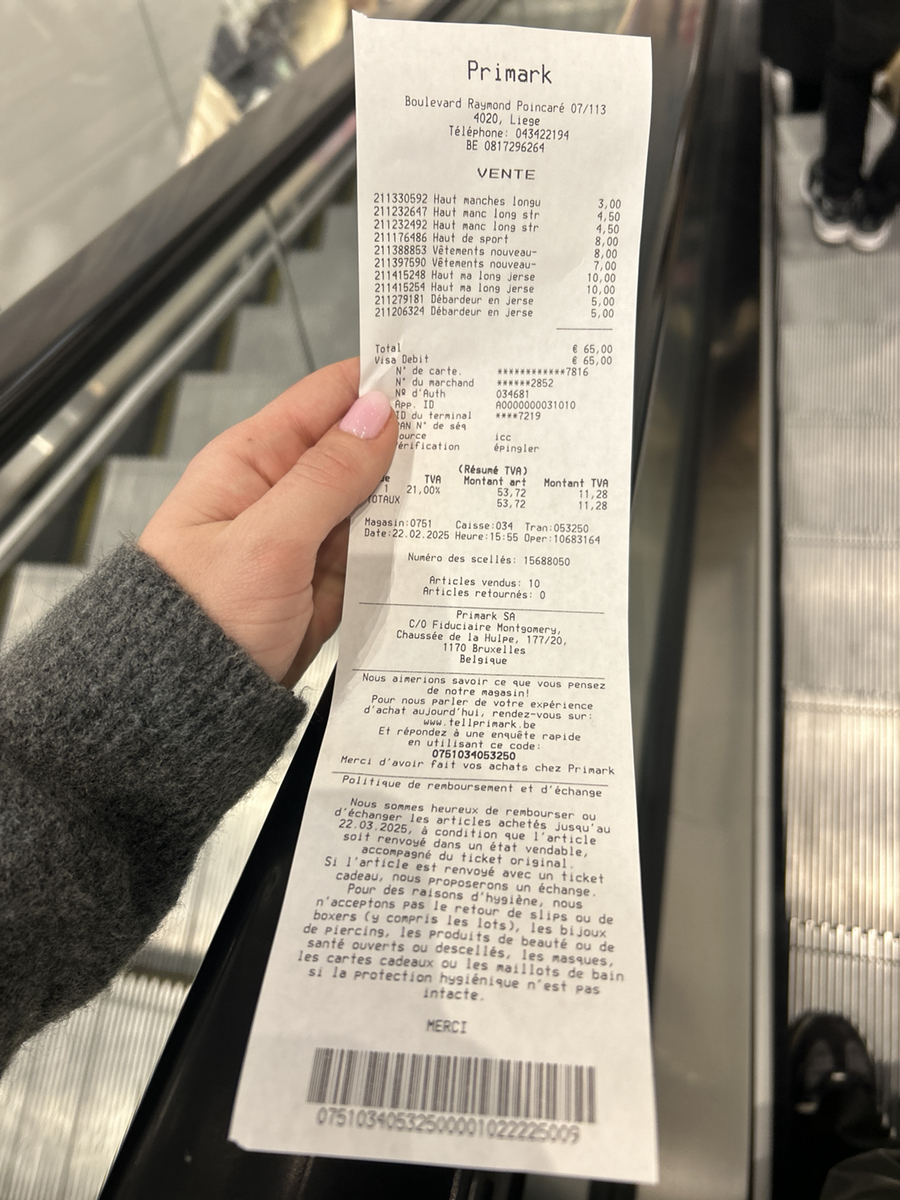 Primark
Boulevard Raymond Poincaré 07/113
4020, Liege
Téléphone: 043422194
BE 0817296264
VENTE
211330592 Haut manches longu 3,00
211232647 Haut manc long str 4,50
211232492 Haut manc long str 4,50
211176486 Haut de sport 8,00
211388853 Vêtements nouveau- 8,00
211397590 Vêtements nouveau- 7,00
211415248 Haut ma long jerse 10,00
211415254 Haut ma long jerse 10,00
211279181 Débardeur en jerse 5,00
211206324 Débardeur en jerse 5,00
Total € 65,00
Visa Debit € 65,00
N° de carte. ************7816
N° du marchand ******2852
Nº d'Auth 034681
App. ID A0000000031010
ID du terminal ****7219
PAN N° de séq
ource icc
érification épingler
(Résumé TVA)
TVA Montant art Montant TVA
1 21,00% 53,72 11,28
TOTAUX 53,72 11,28
Magasin:0751 Caisse:034 Tran:053250
Date:22.02.2025 Heure:15:55 Oper:10683164
Numéro des scellés: 15688050
Articles vendus: 10
Articles retournés: 0
Primark SA
C/O Fiduciaire Montgomery,
Chaussée de la Hulpe, 177/20,
1170 Bruxelles
Belgique
Nous aimerions savoir ce que vous pensez
de notre magasin!
Pour nous parler de votre expérience
d'achat aujourd'hui, rendez-vous sur:
www.tellprimark.be
Et répondez à une enquête rapide
en utilisant ce code:
0751034053250
Merci d'avoir fait vos achats chez Primark
Politique de remboursement et d'échange
Nous sommes heureux de rembourser ou
d'échanger les articles achetés jusqu'au
22.03.2025, à condition que l'article
soit renvoyé dans un état vendable,
accompagné du ticket original.
Si l'article est renvoyé avec un ticket
cadeau, nous proposerons un échange.
Pour des raisons d'hygiène, nous
n'acceptons pas le retour de slips ou de
boxers (y compris les lots), les bijoux
de piercing, les produits de beauté ou de
santé ouverts ou descellés, les masques,
les cartes cadeaux ou les maillots de bain
si la protection hygiénique n'est pas
intacte.
MERCI
07510340532500001022225009